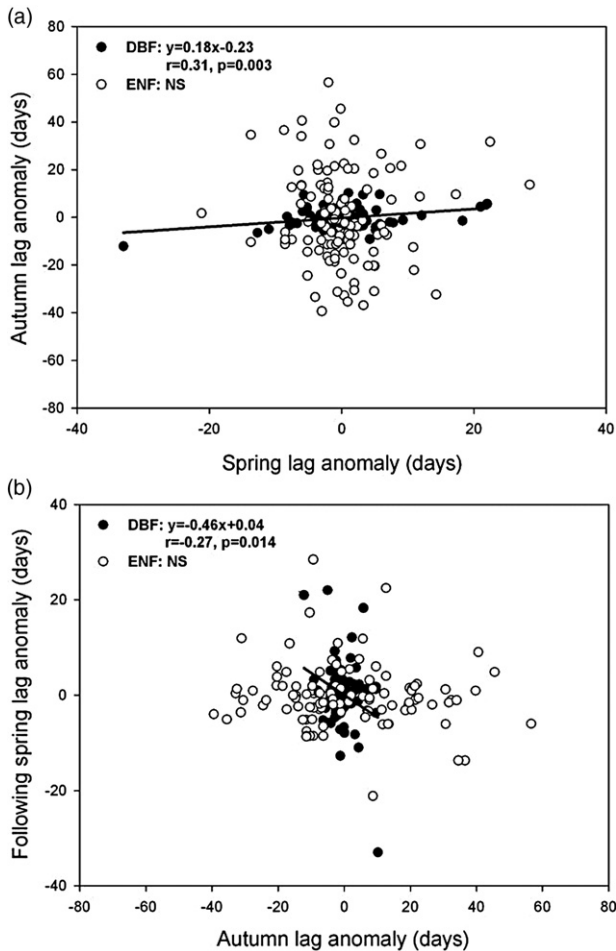 (a)
80
60
40
20
0
-20
-40
-60
-80
DBF: y=0.18x-0.23
r=0.31, p=0.003
ENF: NS
Autumn lag anomaly (days)
-40
-20
0
20
40
Spring lag anomaly (days)
(b)
40
20
0
-20
-40
DBF: y=-0.46x+0.04
r=-0.27, p=0.014
ENF: NS
Following spring lag anomaly (days)
-60
-40
-20
0
20
40
60
80
Autumn lag anomaly (days)